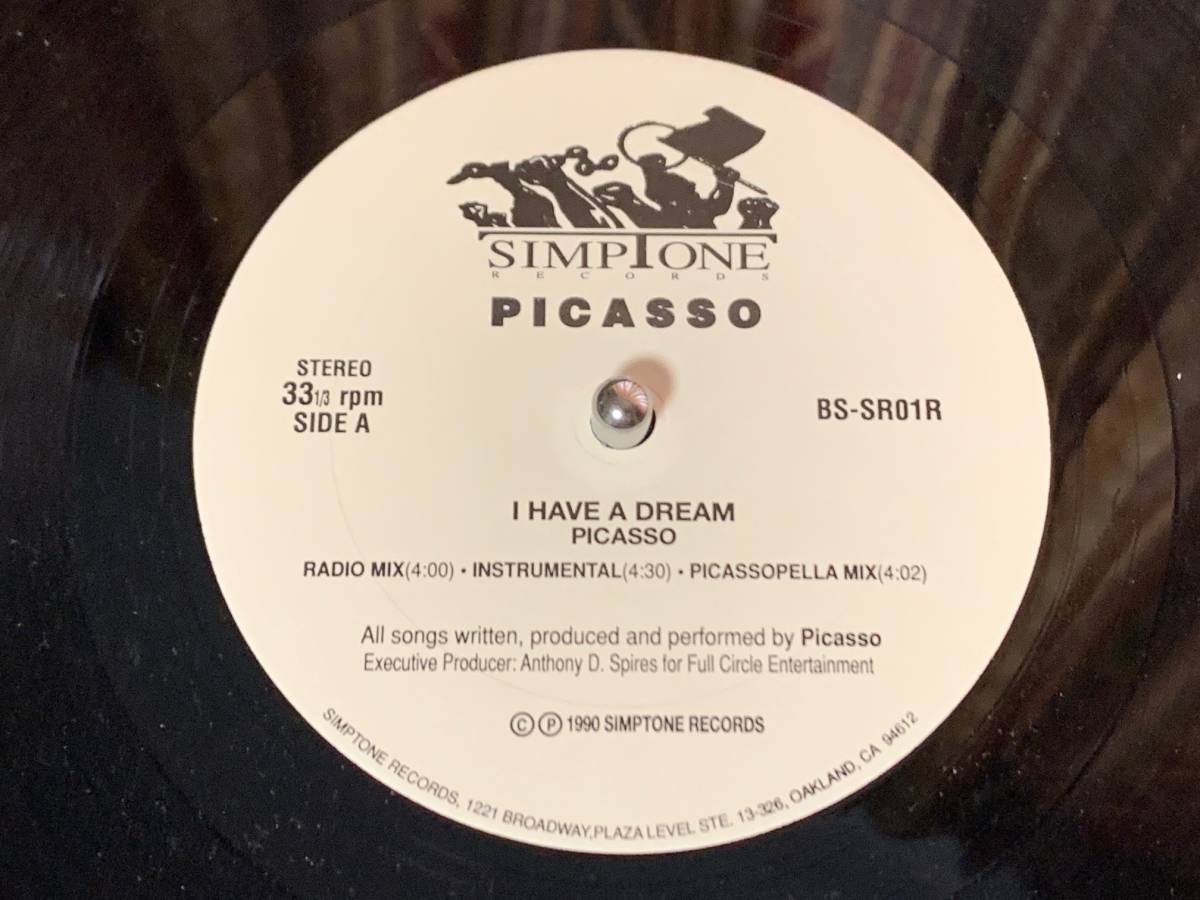 SIMPTONE
RECORDS
PICASSO
STEREO
33 1/3 rpm
SIDE A
BS-SR01R
I HAVE A DREAM
PICASSO
RADIO MIX(4:00) • INSTRUMENTAL(4:30) • PICASSOPELLA MIX(4:02)
All songs written, produced and performed by Picasso
Executive Producer: Anthony D. Spires for Full Circle Entertainment
©℗ 1990 SIMPTONE RECORDS
SIMPTONE RECORDS, 1221 BROADWAY,PLAZA LEVEL STE. 13-326, OAKLAND, CA 94612